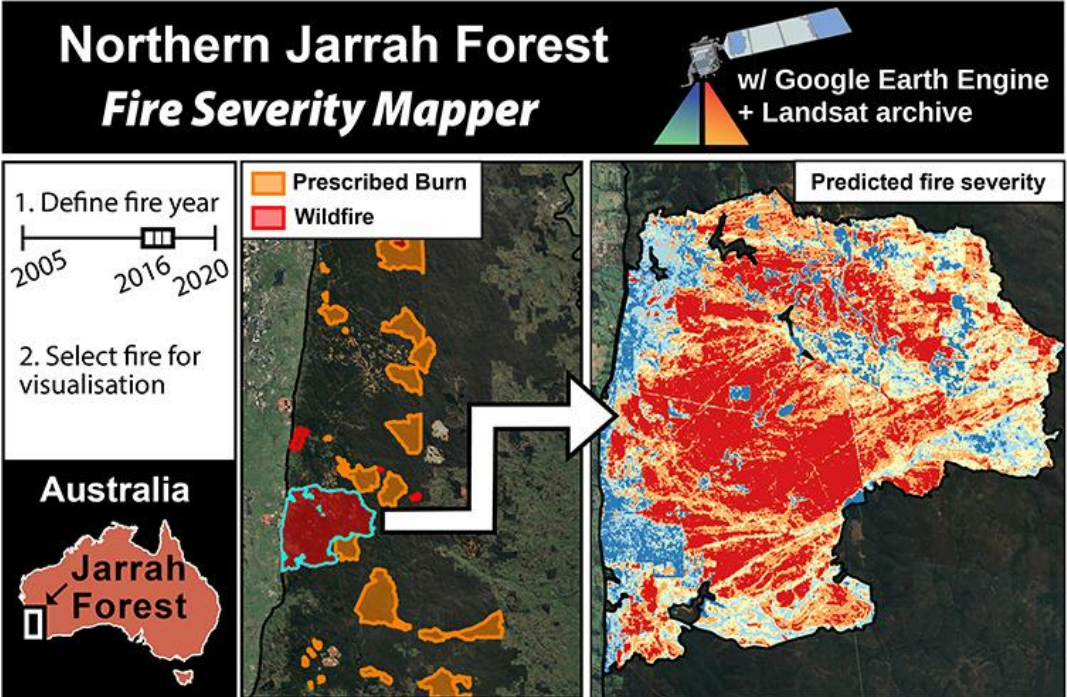 Northern Jarrah Forest
Fire Severity Mapper
w/ Google Earth Engine
+ Landsat archive
1. Define fire year
2005
2016
2020
2. Select fire for
visualisation
Australia
Jarrah
Forest
Prescribed Burn
Wildfire
Predicted fire severity